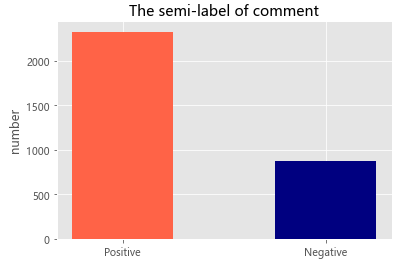 The semi-label of comment
number
2000
1500
1000
500
0
Positive
Negative